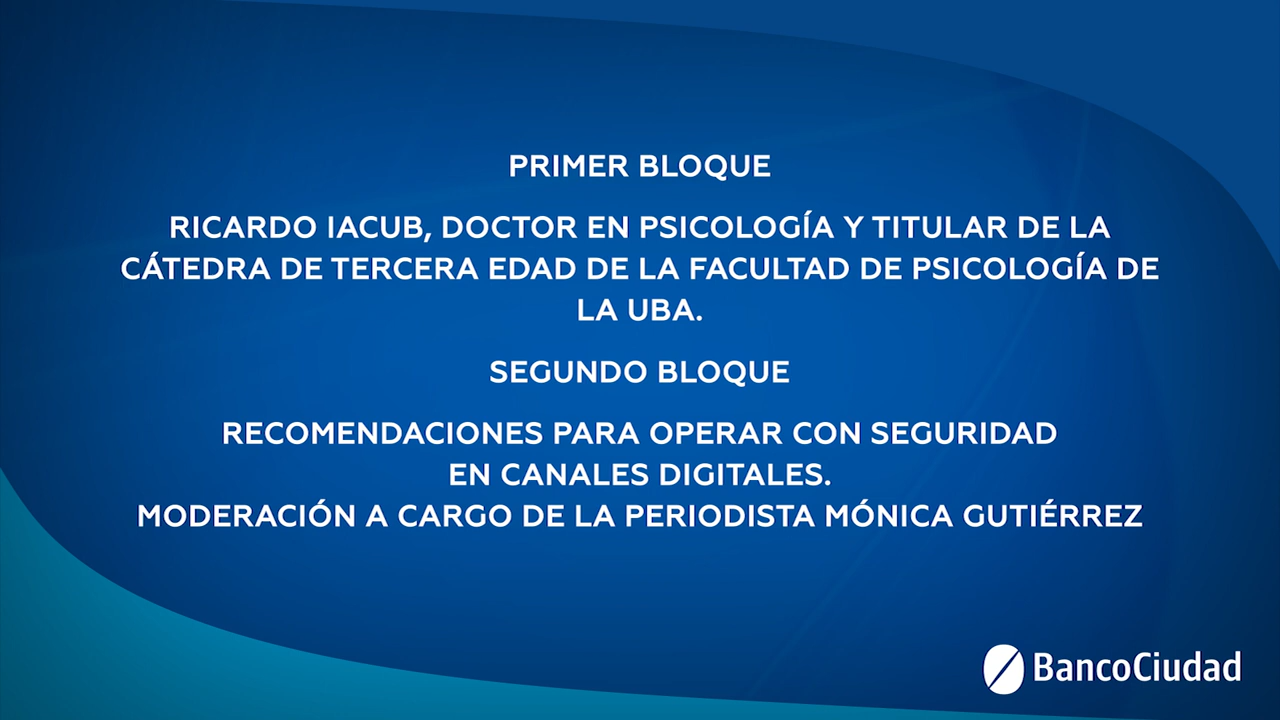 PRIMER BLOQUE
RICARDO IACUB, DOCTOR EN PSICOLOGÍA Y TITULAR DE LA
CÁTEDRA DE TERCERA EDAD DE LA FACULTAD DE PSICOLOGÍA DE
LA UBA.
SEGUNDO BLOQUE
RECOMENDACIONES PARA OPERAR CON SEGURIDAD
EN CANALES DIGITALES.
MODERACIÓN A CARGO DE LA PERIODISTA MÓNICA GUTIÉRREZ
BancoCiudad